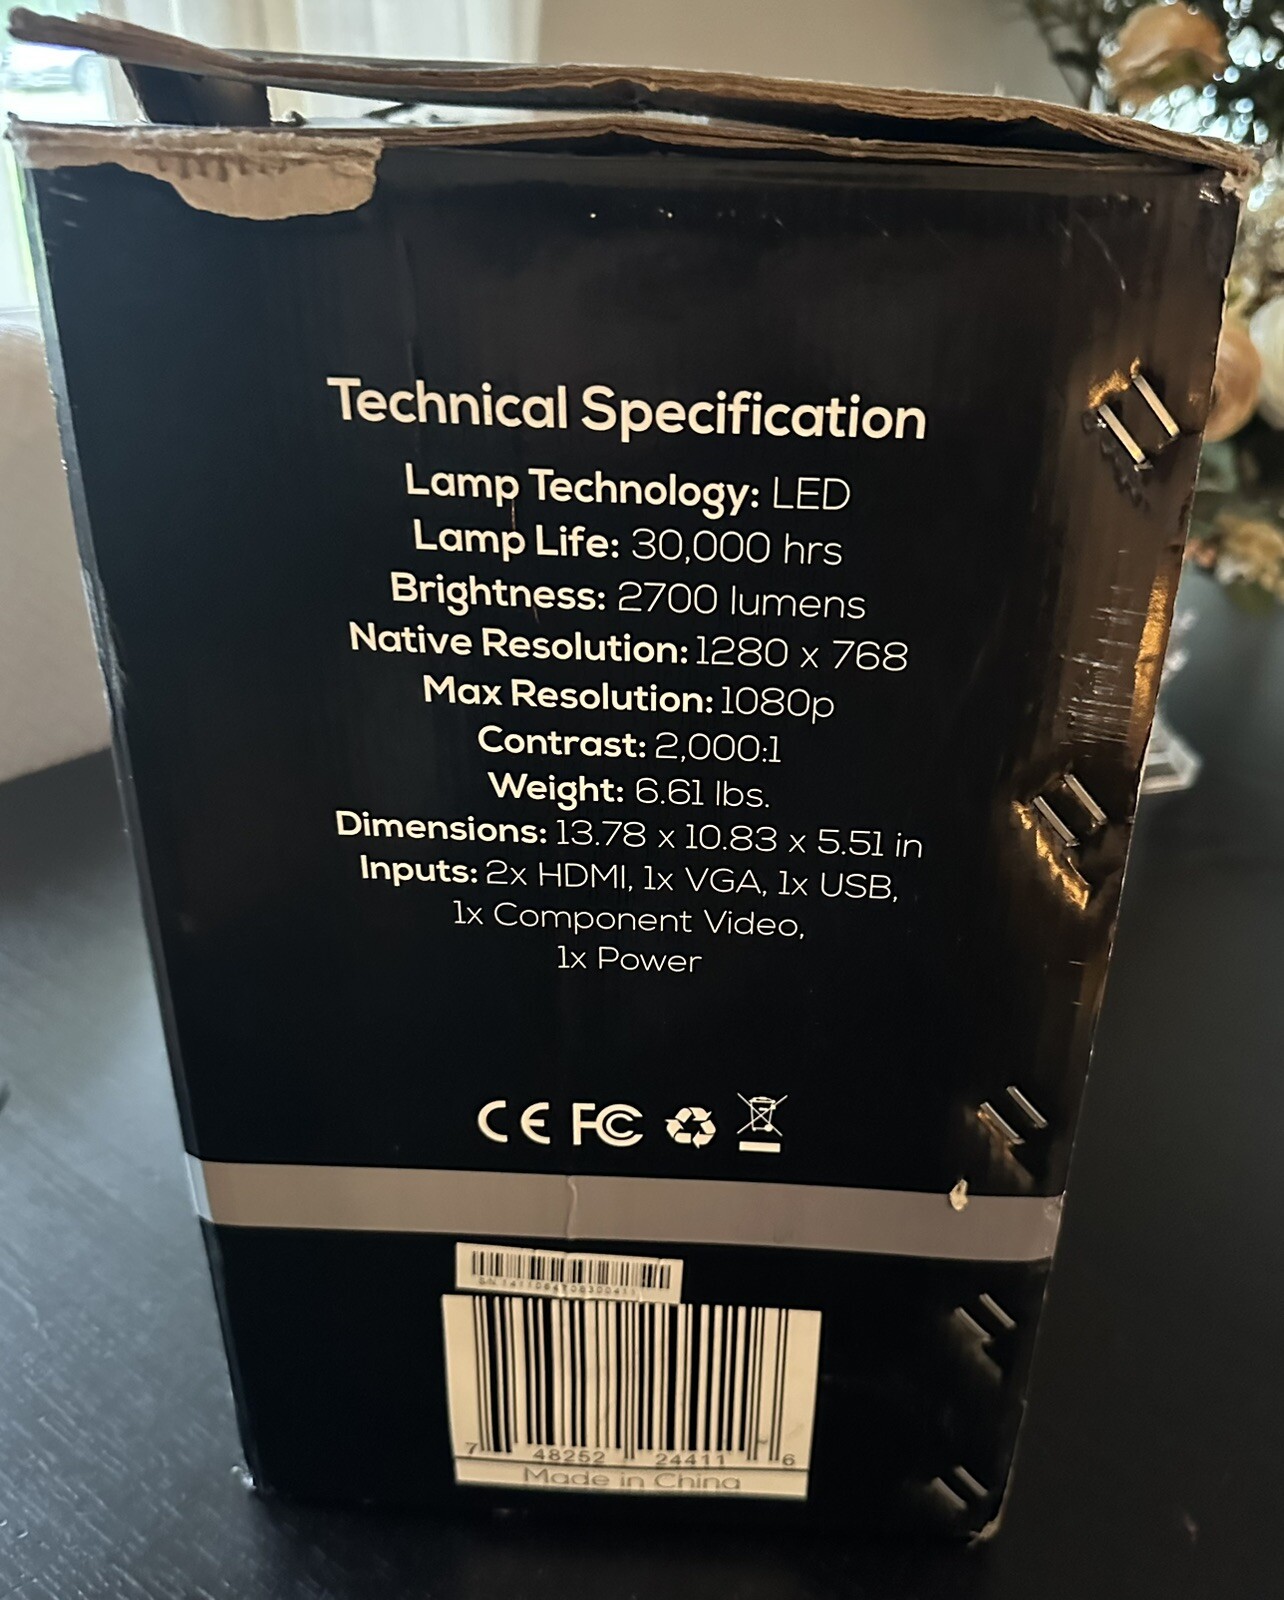 Technical Specification
Lamp Technology: LED
Lamp Life: 30,000 hrs
Brightness: 2700 lumens
Native Resolution: 1280 x 768
Max Resolution: 1080p
Contrast: 2,000:1
Weight: 6.61 lbs.
Dimensions: 13.78 x 10.83 x 5.51 in
Inputs: 2x HDMI, 1x VGA, 1x USB,
1x Component Video,
1x Power
CE FC
7 48252 24411 6
Made in China